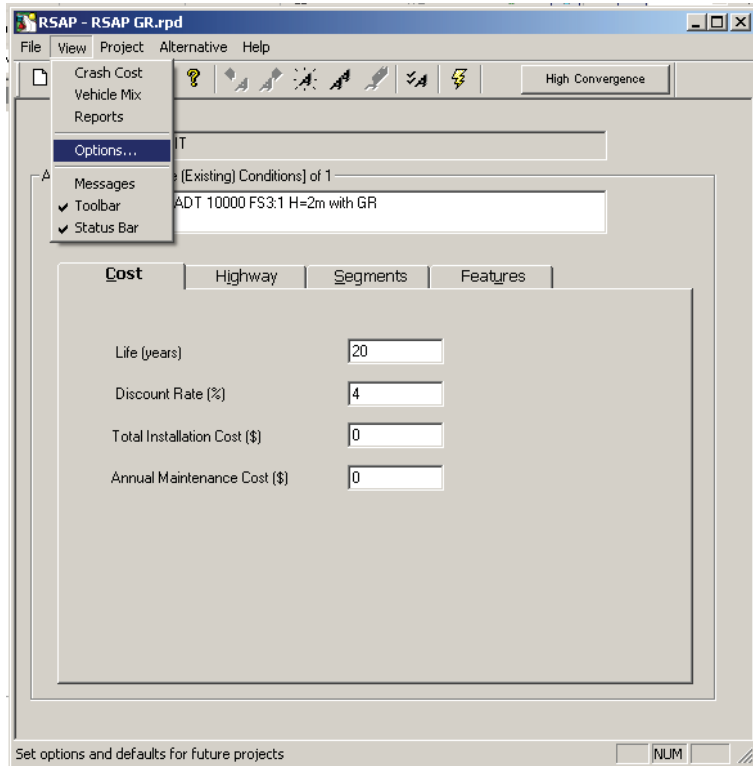 RSAP - RSAP GR.rpd
File View Project Alternative Help
Crash Cost
Vehicle Mix
Reports
Options...
Messages
Toolbar
Status Bar
High Convergence
IT
(Existing) Conditions] of 1
ADT 10000 FS3:1 H=2m with GR
Cost Highway Segments Features
Life (years) 20
Discount Rate (%) 4
Total Installation Cost ($) 0
Annual Maintenance Cost ($) 0
Set options and defaults for future projects NUM